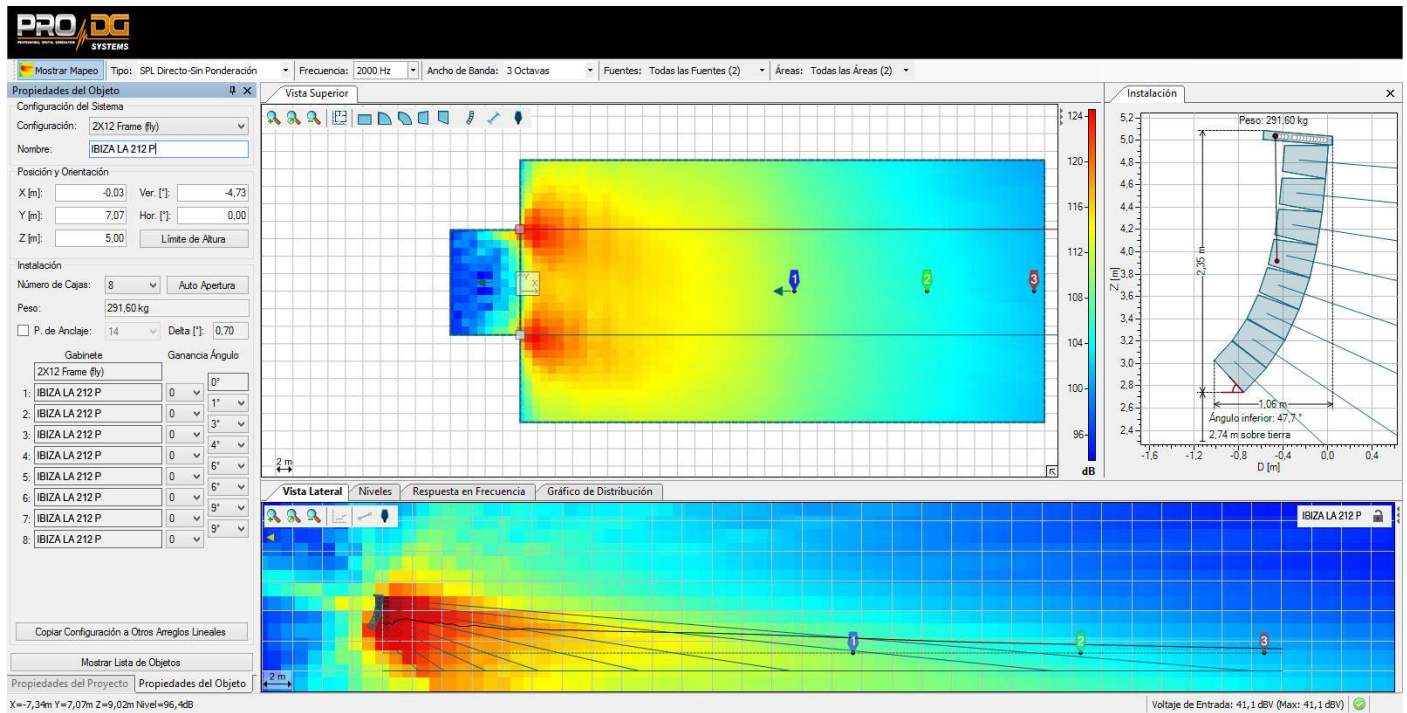 PRO/DG
PROFESSIONAL DIGITAL GENERATION
SYSTEMS
Mostrar Mapeo Tipo: SPL Directo-Sin Ponderación Frecuencia: 2000 Hz Ancho de Banda: 3 Octavas Fuentes: Todas las Fuentes (2) Áreas: Todas las Áreas (2)
Propiedades del Objeto
Configuración del Sistema
Configuración: 2X12 Frame (fly)
Nombre: IBIZA LA 212 P
Posición y Orientación
X [m]: -0,03 Ver. [°]: -4,73
Y [m]: 7,07 Hor. [°]: 0,00
Z [m]: 5,00 Límite de Altura
Instalación
Número de Cajas: 8 Auto Apertura
Peso: 291,60 kg
P. de Anclaje: 14 Delta [°]: 0,70
Gabinete Ganancia Ángulo
2X12 Frame (fly)
0°
1: IBIZA LA 212 P 0
1°
2: IBIZA LA 212 P 0
3°
3: IBIZA LA 212 P 0
4°
4: IBIZA LA 212 P 0
6°
5: IBIZA LA 212 P 0
6°
6: IBIZA LA 212 P 0
9°
7: IBIZA LA 212 P 0
9°
8: IBIZA LA 212 P 0
Copiar Configuración a Otros Arreglos Lineales
Mostrar Lista de Objetos
Propiedades del Proyecto Propiedades del Objeto
Vista Superior
Y
X
1 2 3
2 m
124
120
116
112
108
104
100
96
dB
Instalación
Peso: 291,60 kg
5,2
5,0
4,8
4,6
4,4
4,2
4,0
3,8
3,6
3,4
3,2
3,0
2,8
2,6
2,4
Z [m]
2,35 m
1,06 m
Ángulo inferior: 47,7 °
2,74 m sobre tierra
-1,6 -1,2 -0,8 -0,4 0,0 0,4
D [m]
Vista Lateral Niveles Respuesta en Frecuencia Gráfico de Distribución
IBIZA LA 212 P
1 2 3
2 m
X=-7,34m Y=7,07m Z=9,02m Nivel=96,4dB
Voltaje de Entrada: 41,1 dBV (Max: 41,1 dBV)